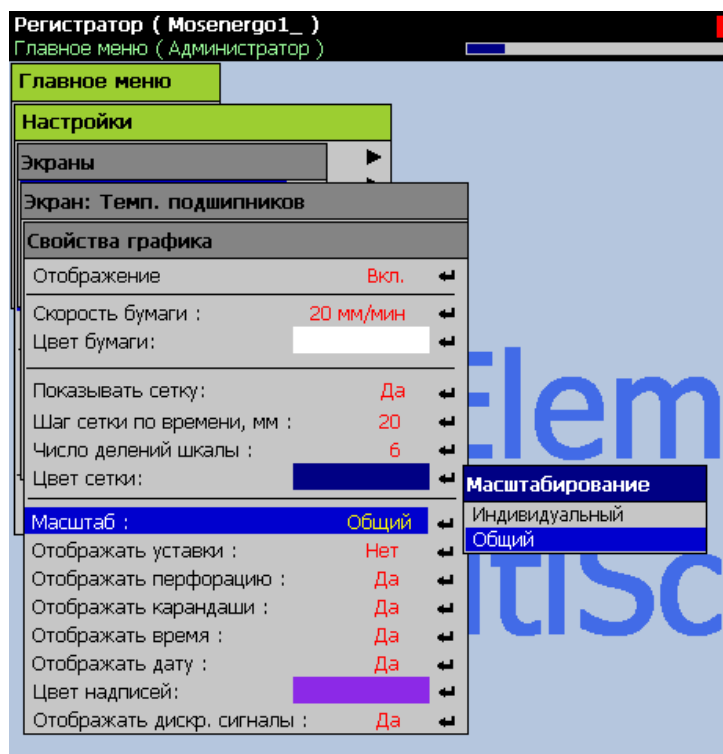 Регистратор ( Mosenergo1_ )
Главное меню ( Администратор )
Главное меню
Настройки
Экраны
Экран: Темп. подшипников
Свойства графика
Отображение Вкл.
Скорость бумаги : 20 мм/мин
Цвет бумаги:
Показывать сетку: Да
Шаг сетки по времени, мм : 20
Число делений шкалы : 6
Цвет сетки:
Масштаб : Общий
Отображать уставки : Нет
Отображать перфорацию : Да
Отображать карандаши : Да
Отображать время : Да
Отображать дату : Да
Цвет надписей:
Отображать дискр. сигналы : Да
Масштабирование
Индивидуальный
Общий
Elem
tiSc